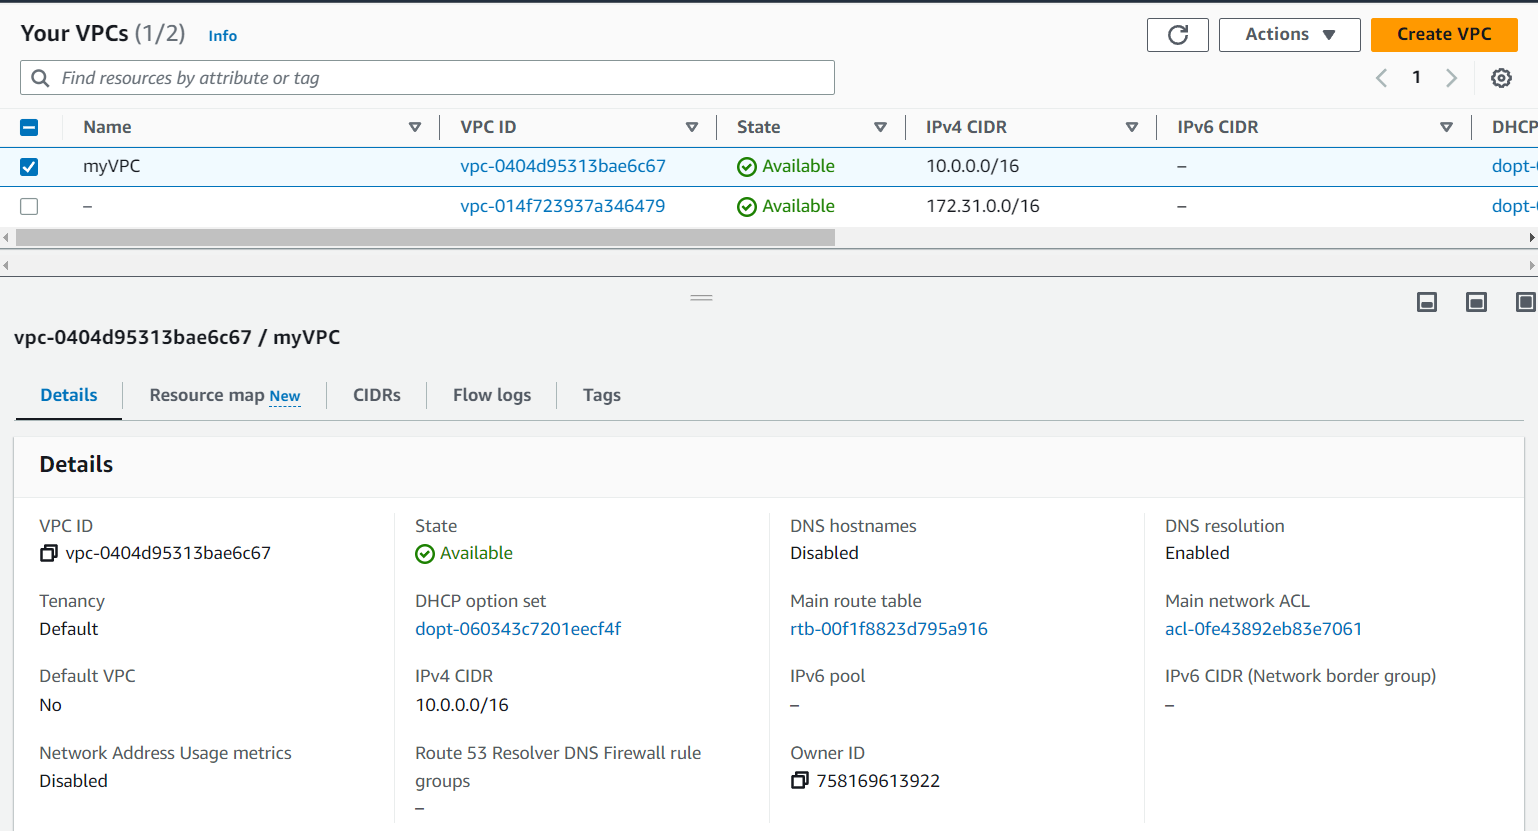 Your VPCs (1/2) Info
Actions
Create VPC
Find resources by attribute or tag
1
Name VPC ID State IPv4 CIDR IPv6 CIDR DHCP
myVPC vpc-0404d95313bae6c67 Available 10.0.0.0/16 – dopt-
– vpc-014f723937a346479 Available 172.31.0.0/16 – dopt-
vpc-0404d95313bae6c67 / myVPC
Details Resource map New CIDRs Flow logs Tags
Details
VPC ID State DNS hostnames DNS resolution
vpc-0404d95313bae6c67 Available Disabled Enabled
Tenancy DHCP option set Main route table Main network ACL
Default dopt-060343c7201eecf4f rtb-00f1f8823d795a916 acl-0fe43892eb83e7061
Default VPC IPv4 CIDR IPv6 pool IPv6 CIDR (Network border group)
No 10.0.0.0/16 – –
Network Address Usage metrics Route 53 Resolver DNS Firewall rule groups Owner ID
Disabled – 758169613922